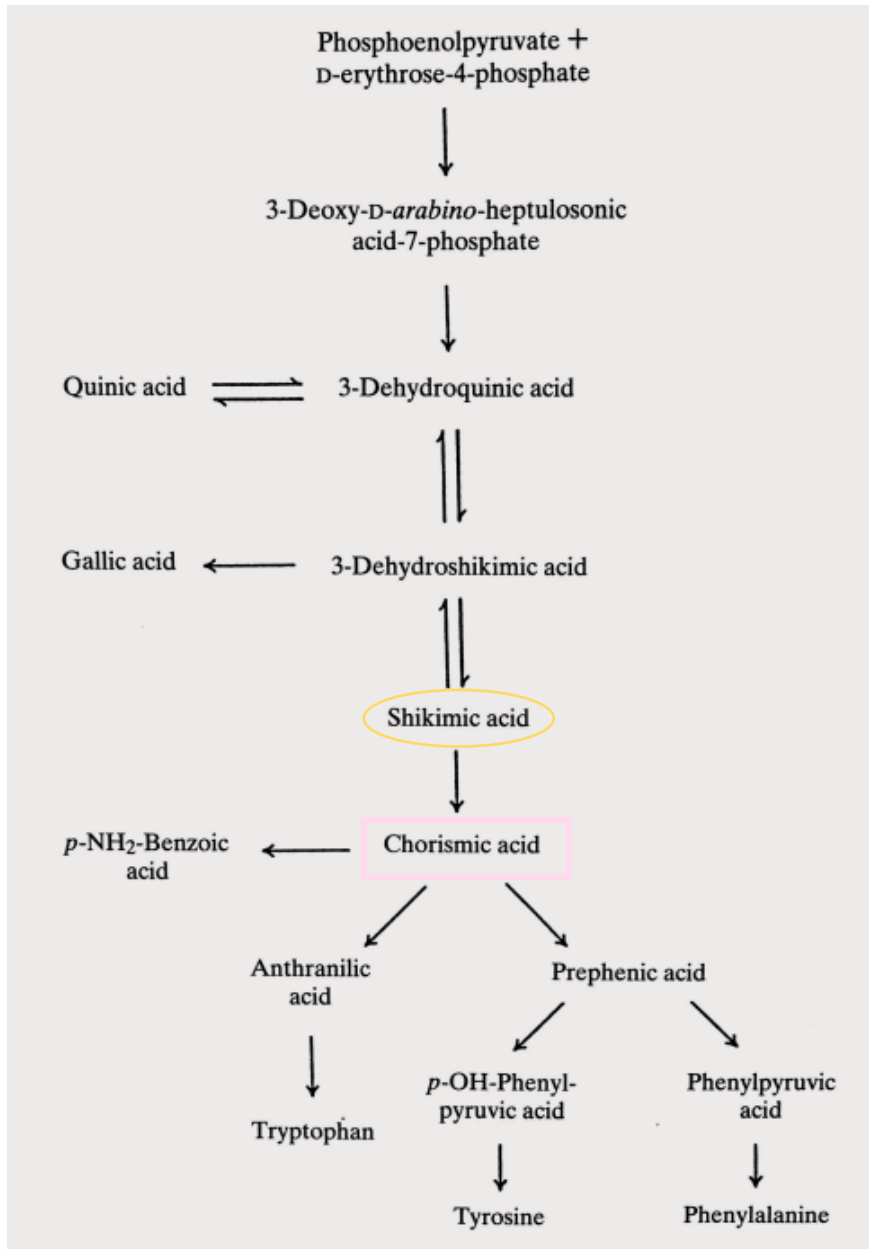 Phosphoenolpyruvate +
D-erythrose-4-phosphate
3-Deoxy-D-arabino-heptulosonic
acid-7-phosphate
Quinic acid
3-Dehydroquinic acid
Gallic acid
3-Dehydroshikimic acid
Shikimic acid
p-NH2-Benzoic
acid
Chorismic acid
Anthranilic
acid
Prephenic acid
p-OH-Phenyl-
pyruvic acid
Phenylpyruvic
acid
Tryptophan
Tyrosine
Phenylalanine